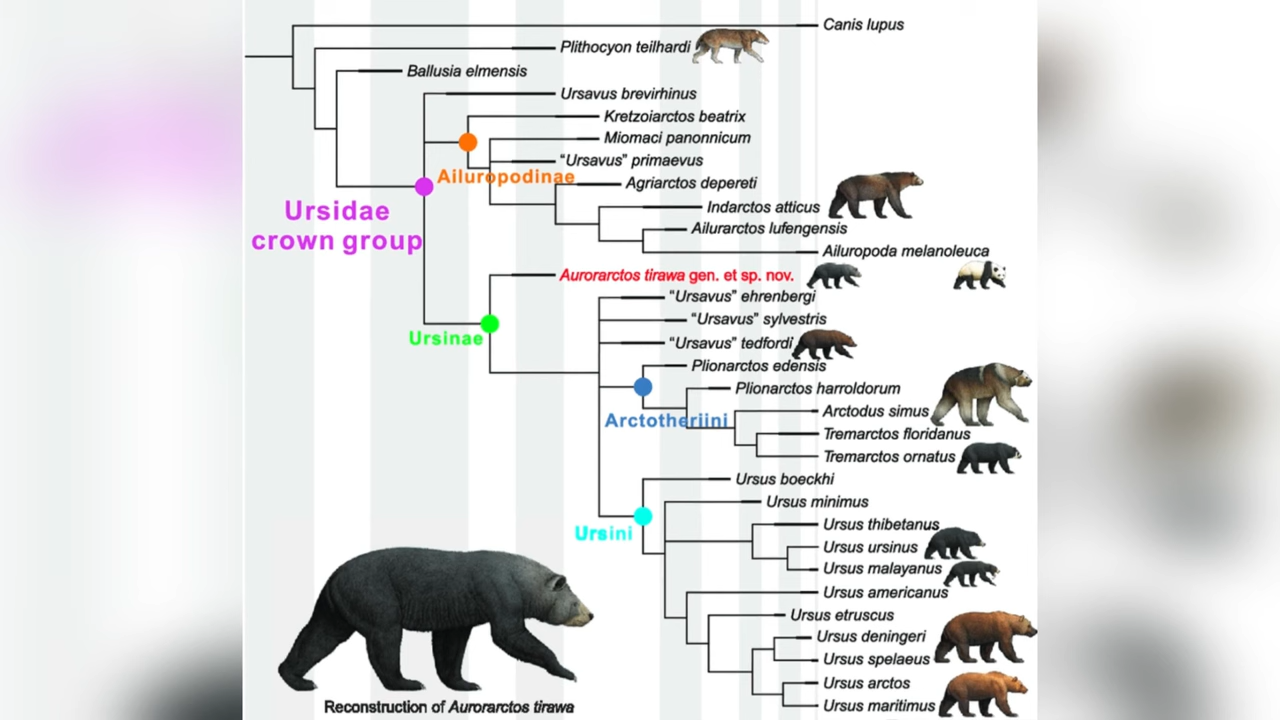 Canis lupus
Plithocyon teilhardi
Ballusia elmensis
Ursavus brevirhinus
Kretzoiarctos beatrix
Miomaci panonnicum
“Ursavus” primaevus
Ailuropodinae
Agriarctos depereti
Ursidae
crown group
Indarctos atticus
Ailurarctos lufengensis
Ailuropoda melanoleuca
Aurorarctos tirawa gen. et sp. nov.
“Ursavus” ehrenbergi
“Ursavus” sylvestris
Ursinae
“Ursavus” tedfordi
Plionarctos edensis
Plionarctos harroldorum
Arctodus simus
Arctotheriini
Tremarctos floridanus
Tremarctos ornatus
Ursus boeckhi
Ursus minimus
Ursus thibetanus
Ursini
Ursus ursinus
Ursus malayanus
Ursus americanus
Ursus etruscus
Ursus deningeri
Ursus spelaeus
Ursus arctos
Ursus maritimus
Reconstruction of Aurorarctos tirawa